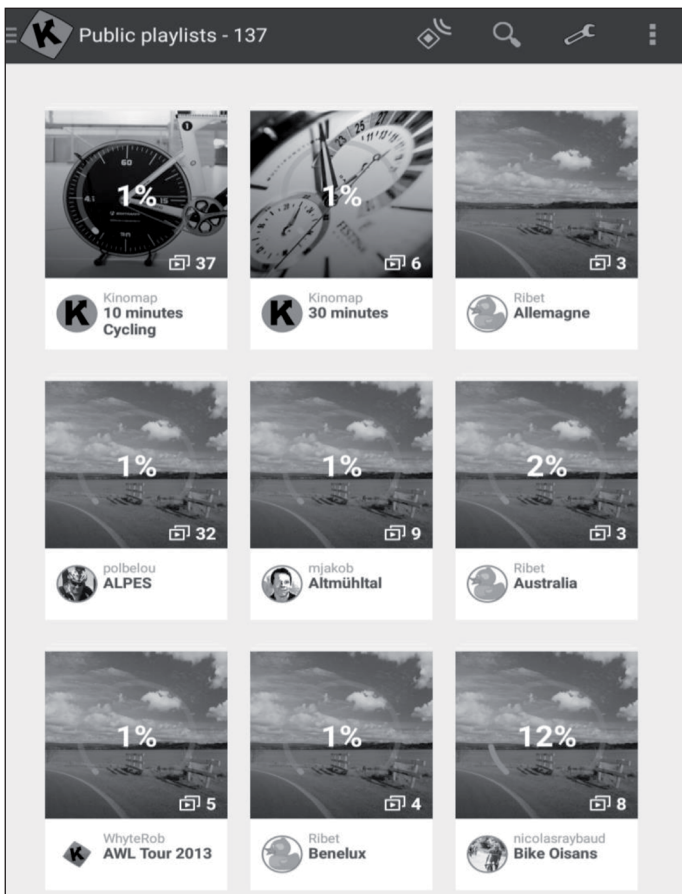 Public playlists - 137
1%
37
Kinomap
10 minutes
Cycling
1%
6
Kinomap
30 minutes
3
Ribet
Allemagne
1%
32
polbelou
ALPES
1%
9
mjakob
Altmühltal
2%
3
Ribet
Australia
1%
5
WhyteRob
AWL Tour 2013
1%
4
Ribet
Benelux
12%
8
nicolasraybaud
Bike Oisans